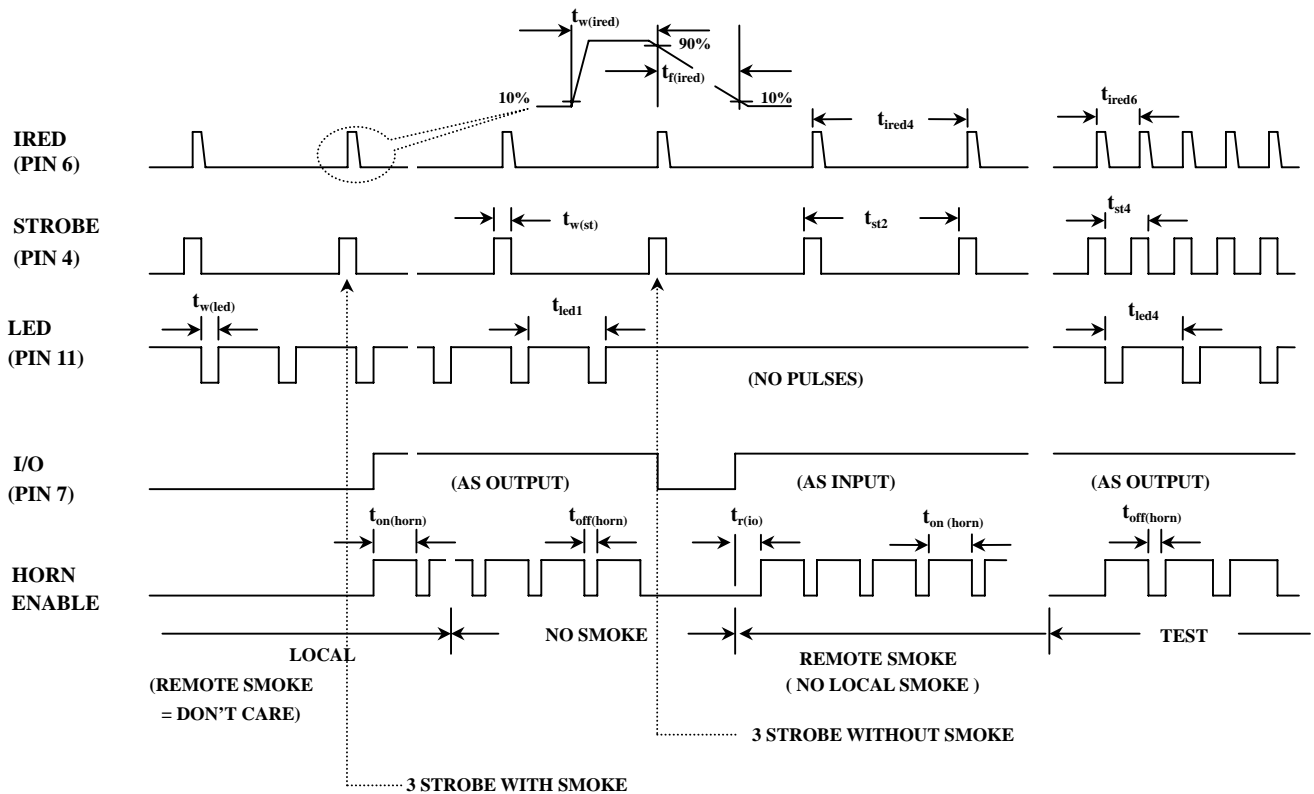 t_w(ired)
90%
t_f(ired)
10%
10%
IRED
(PIN 6)
t_ired4
t_ired6
STROBE
(PIN 4)
t_w(st)
t_st2
t_st4
LED
(PIN 11)
t_w(led)
t_led1
(NO PULSES)
t_led4
I/O
(PIN 7)
(AS OUTPUT)
(AS INPUT)
(AS OUTPUT)
HORN
ENABLE
t_on(horn)
t_off(horn)
t_r(io)
t_on (horn)
t_off(horn)
LOCAL
(REMOTE SMOKE
= DON'T CARE)
NO SMOKE
REMOTE SMOKE
( NO LOCAL SMOKE )
TEST
3 STROBE WITHOUT SMOKE
3 STROBE WITH SMOKE